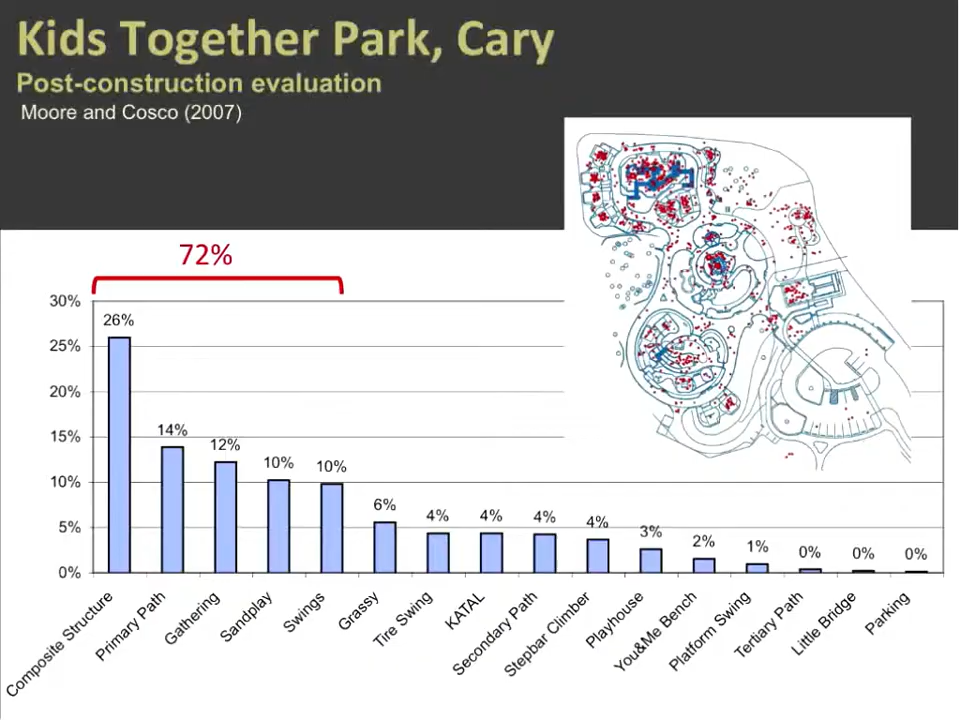 Kids Together Park, Cary
Post-construction evaluation
Moore and Cosco (2007)
72%
30%
25%
20%
15%
10%
5%
0%
26%
14%
12%
10%
10%
6%
4%
4%
4%
4%
3%
2%
1%
0%
0%
0%
Composite Structure
Primary Path
Gathering
Sandplay
Swings
Grassy
Tire Swing
KATAL
Secondary Path
Stepbar Climber
Playhouse
You&Me Bench
Platform Swing
Tertiary Path
Little Bridge
Parking